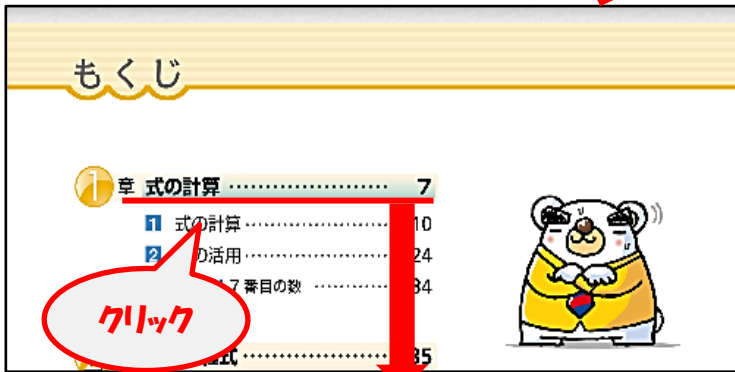 もくじ
1章 式の計算 …………………… 7
1 式の計算 …………………… 10
2 の活用 …………………… 24
7番目の数 ………… 34
クリック
…………………… 35